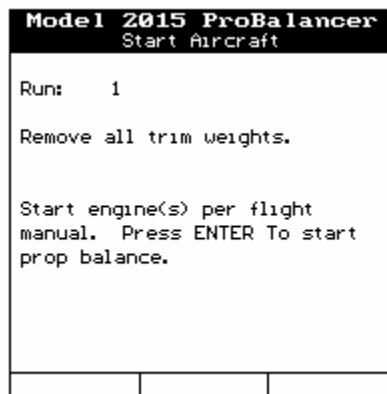 Model 2015 ProBalancer
Start Aircraft
Run: 1
Remove all trim weights.
Start engine(s) per flight
manual. Press ENTER To start
prop balance.